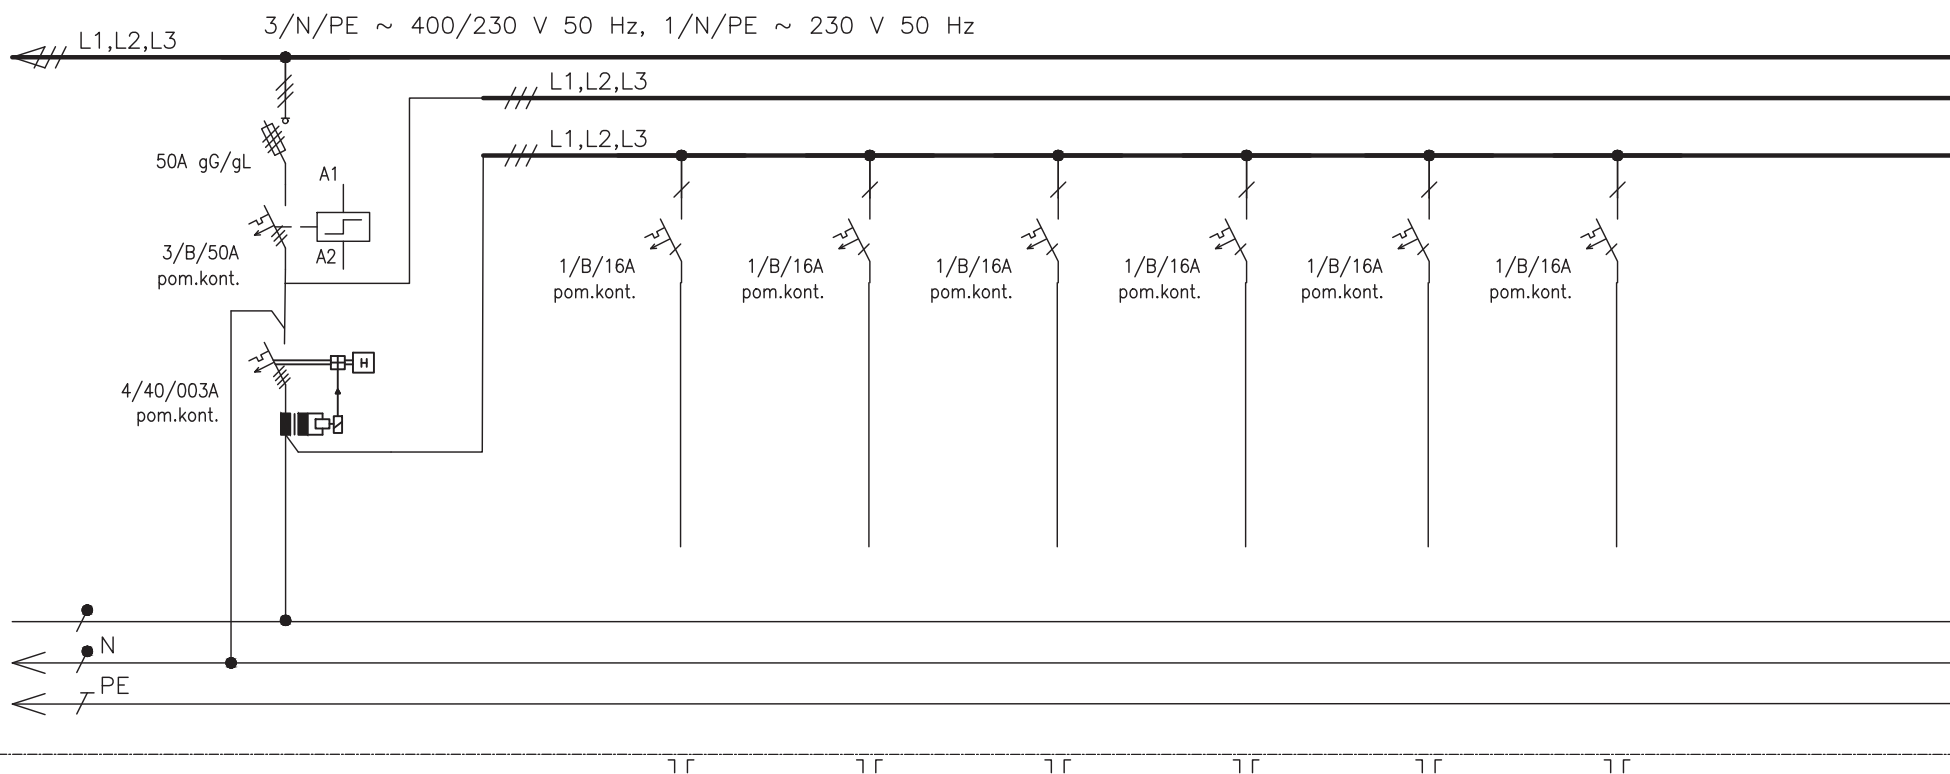 3/N/PE ~ 400/230 V 50 Hz, 1/N/PE ~ 230 V 50 Hz
L1,L2,L3
L1,L2,L3
L1,L2,L3
50A gG/gL
A1
A2
3/B/50A
pom.kont.
1/B/16A
pom.kont.
1/B/16A
pom.kont.
1/B/16A
pom.kont.
1/B/16A
pom.kont.
1/B/16A
pom.kont.
1/B/16A
pom.kont.
H
4/40/003A
pom.kont.
N
PE